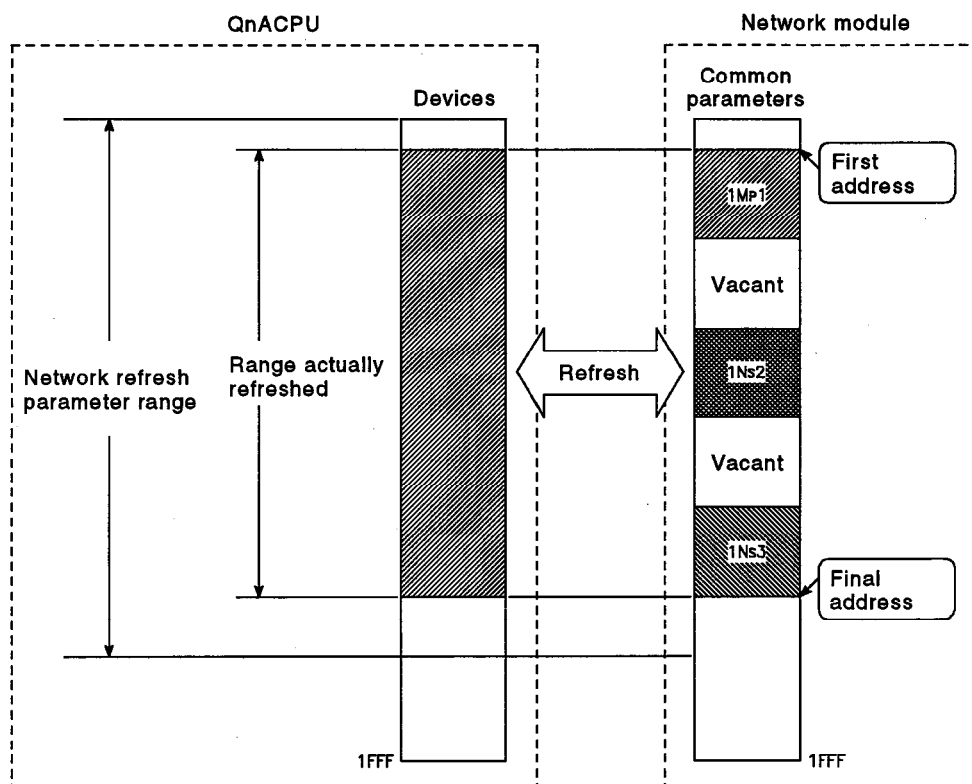 QnACPU
Network module
Devices
Common
parameters
First
address
1MP1
Vacant
Network refresh
parameter range
Range actually
refreshed
Refresh
1Ns2
Vacant
1Ns3
Final
address
1FFF
1FFF